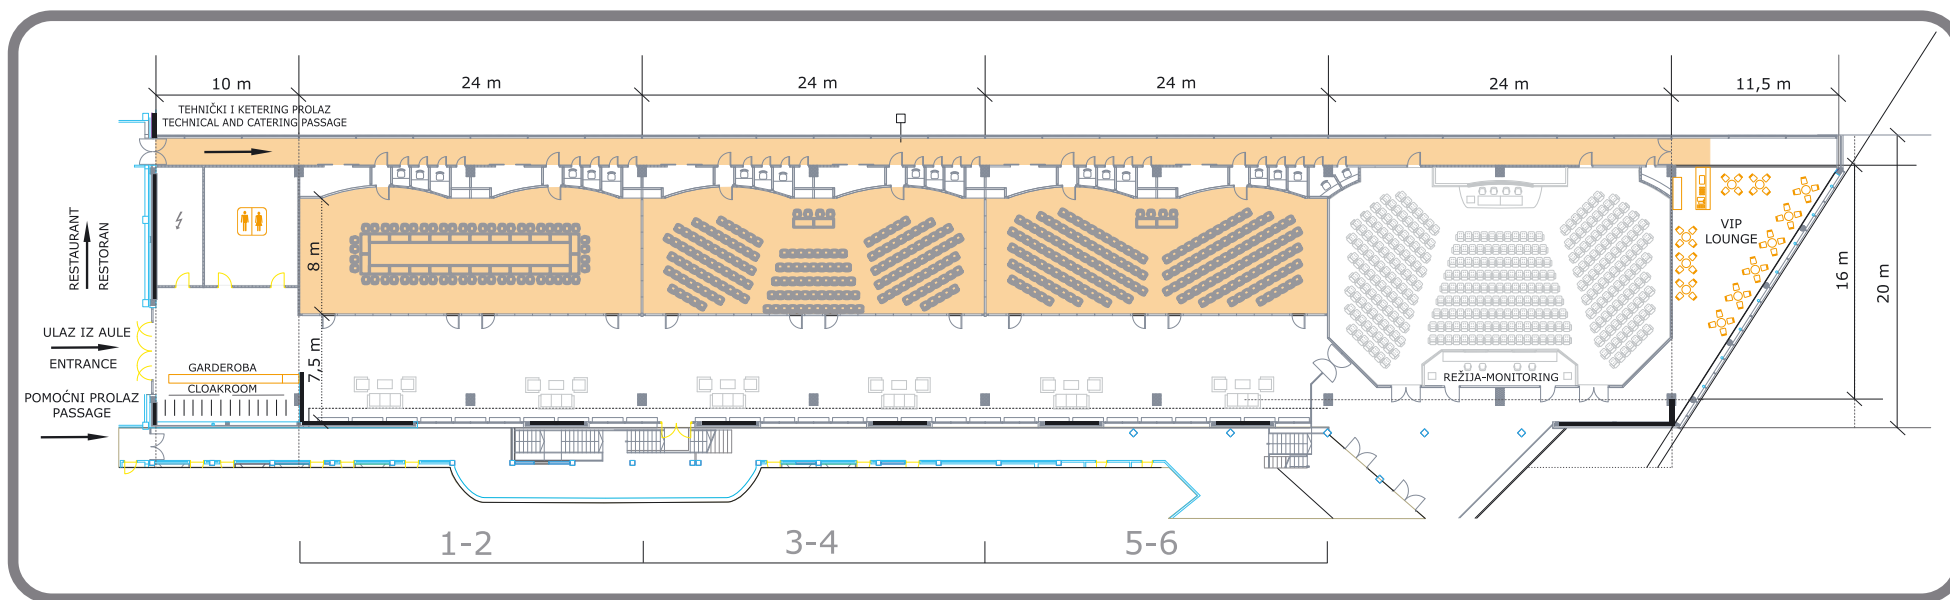 10 m
24 m
24 m
24 m
24 m
11,5 m
TEHNIČKI I KETERING PROLAZ
TECHNICAL AND CATERING PASSAGE
RESTAURANT
RESTORAN
8 m
VIP
LOUNGE
16 m
20 m
ULAZ IZ AULE
ENTRANCE
7,5 m
GARDEROBA
CLOAKROOM
REŽIJA-MONITORING
POMOĆNI PROLAZ
PASSAGE
1-2
3-4
5-6